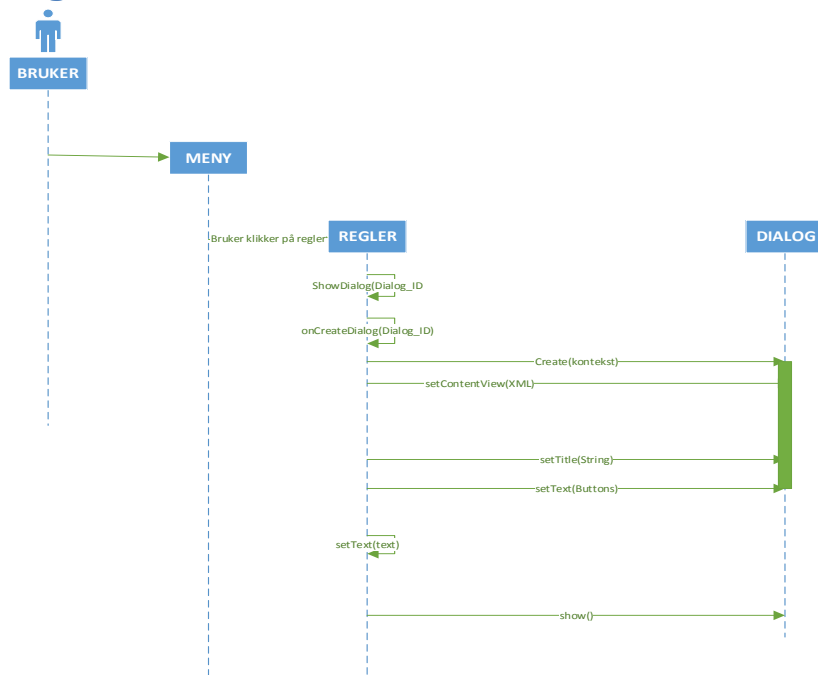 BRUKER
MENY
Bruker klikker på regler
REGLER
DIALOG
ShowDialog(Dialog_ID
onCreateDialog(Dialog_ID)
Create(kontekst)
setContentView(XML)
setTitle(String)
setText(Buttons)
setText(text)
show()